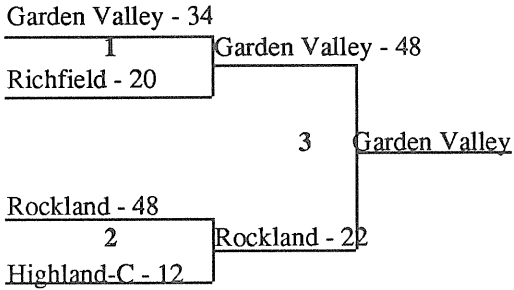 Garden Valley - 34
1
Garden Valley - 48
Richfield - 20
3
Garden Valley
Rockland - 48
2
Rockland - 22
Highland-C - 12